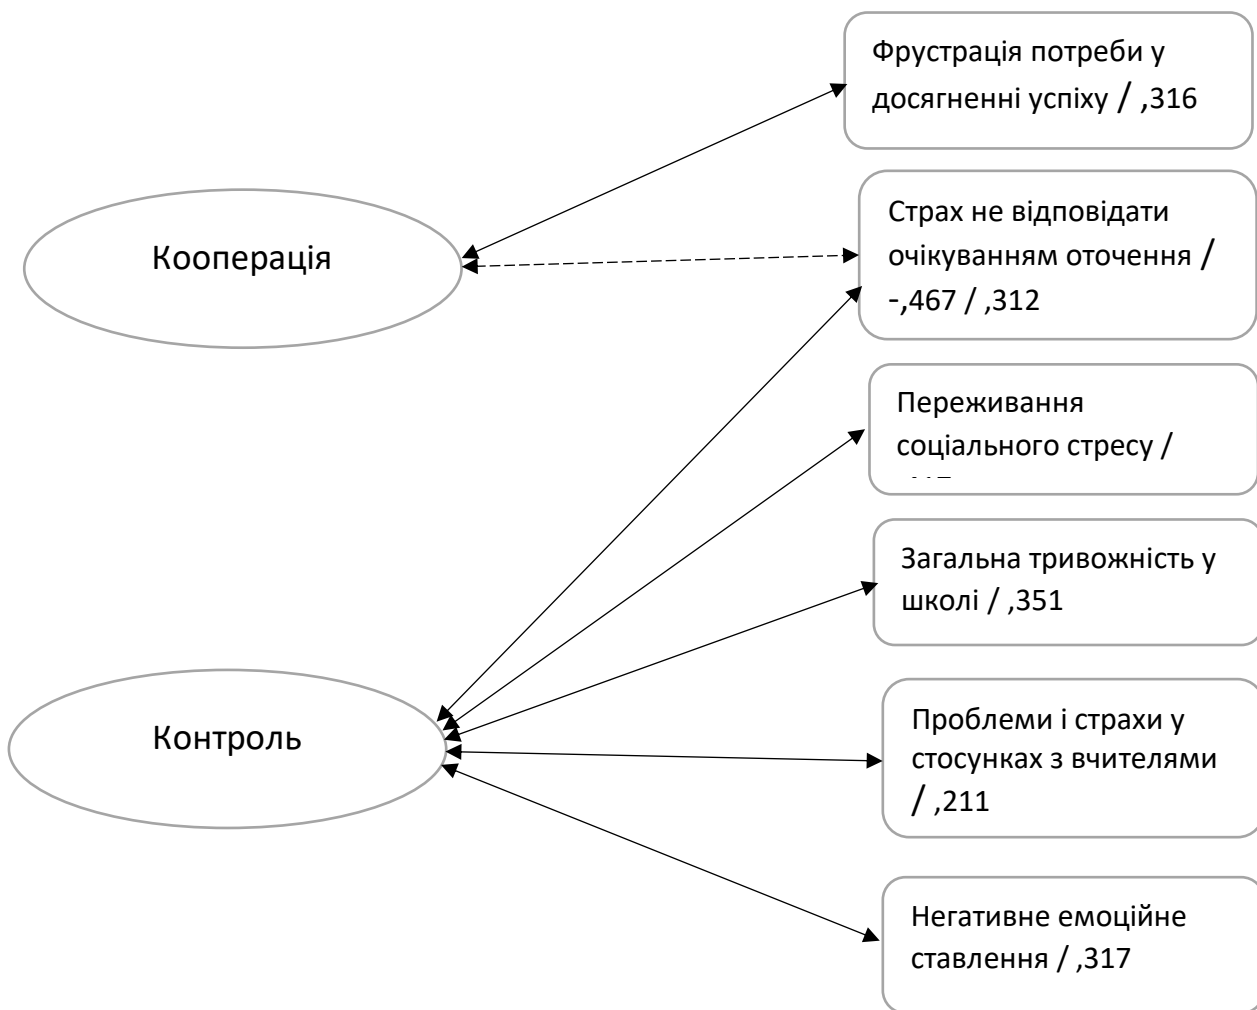 Фрустрація потреби у
досягненні успіху / ,316
Кооперація
Страх не відповідати
очікуванням оточення /
-,467 / ,312
Переживання
соціального стресу /
Загальна тривожність у
школі / ,351
Контроль
Проблеми і страхи у
стосунках з вчителями
/ ,211
Негативне емоційне
ставлення / ,317